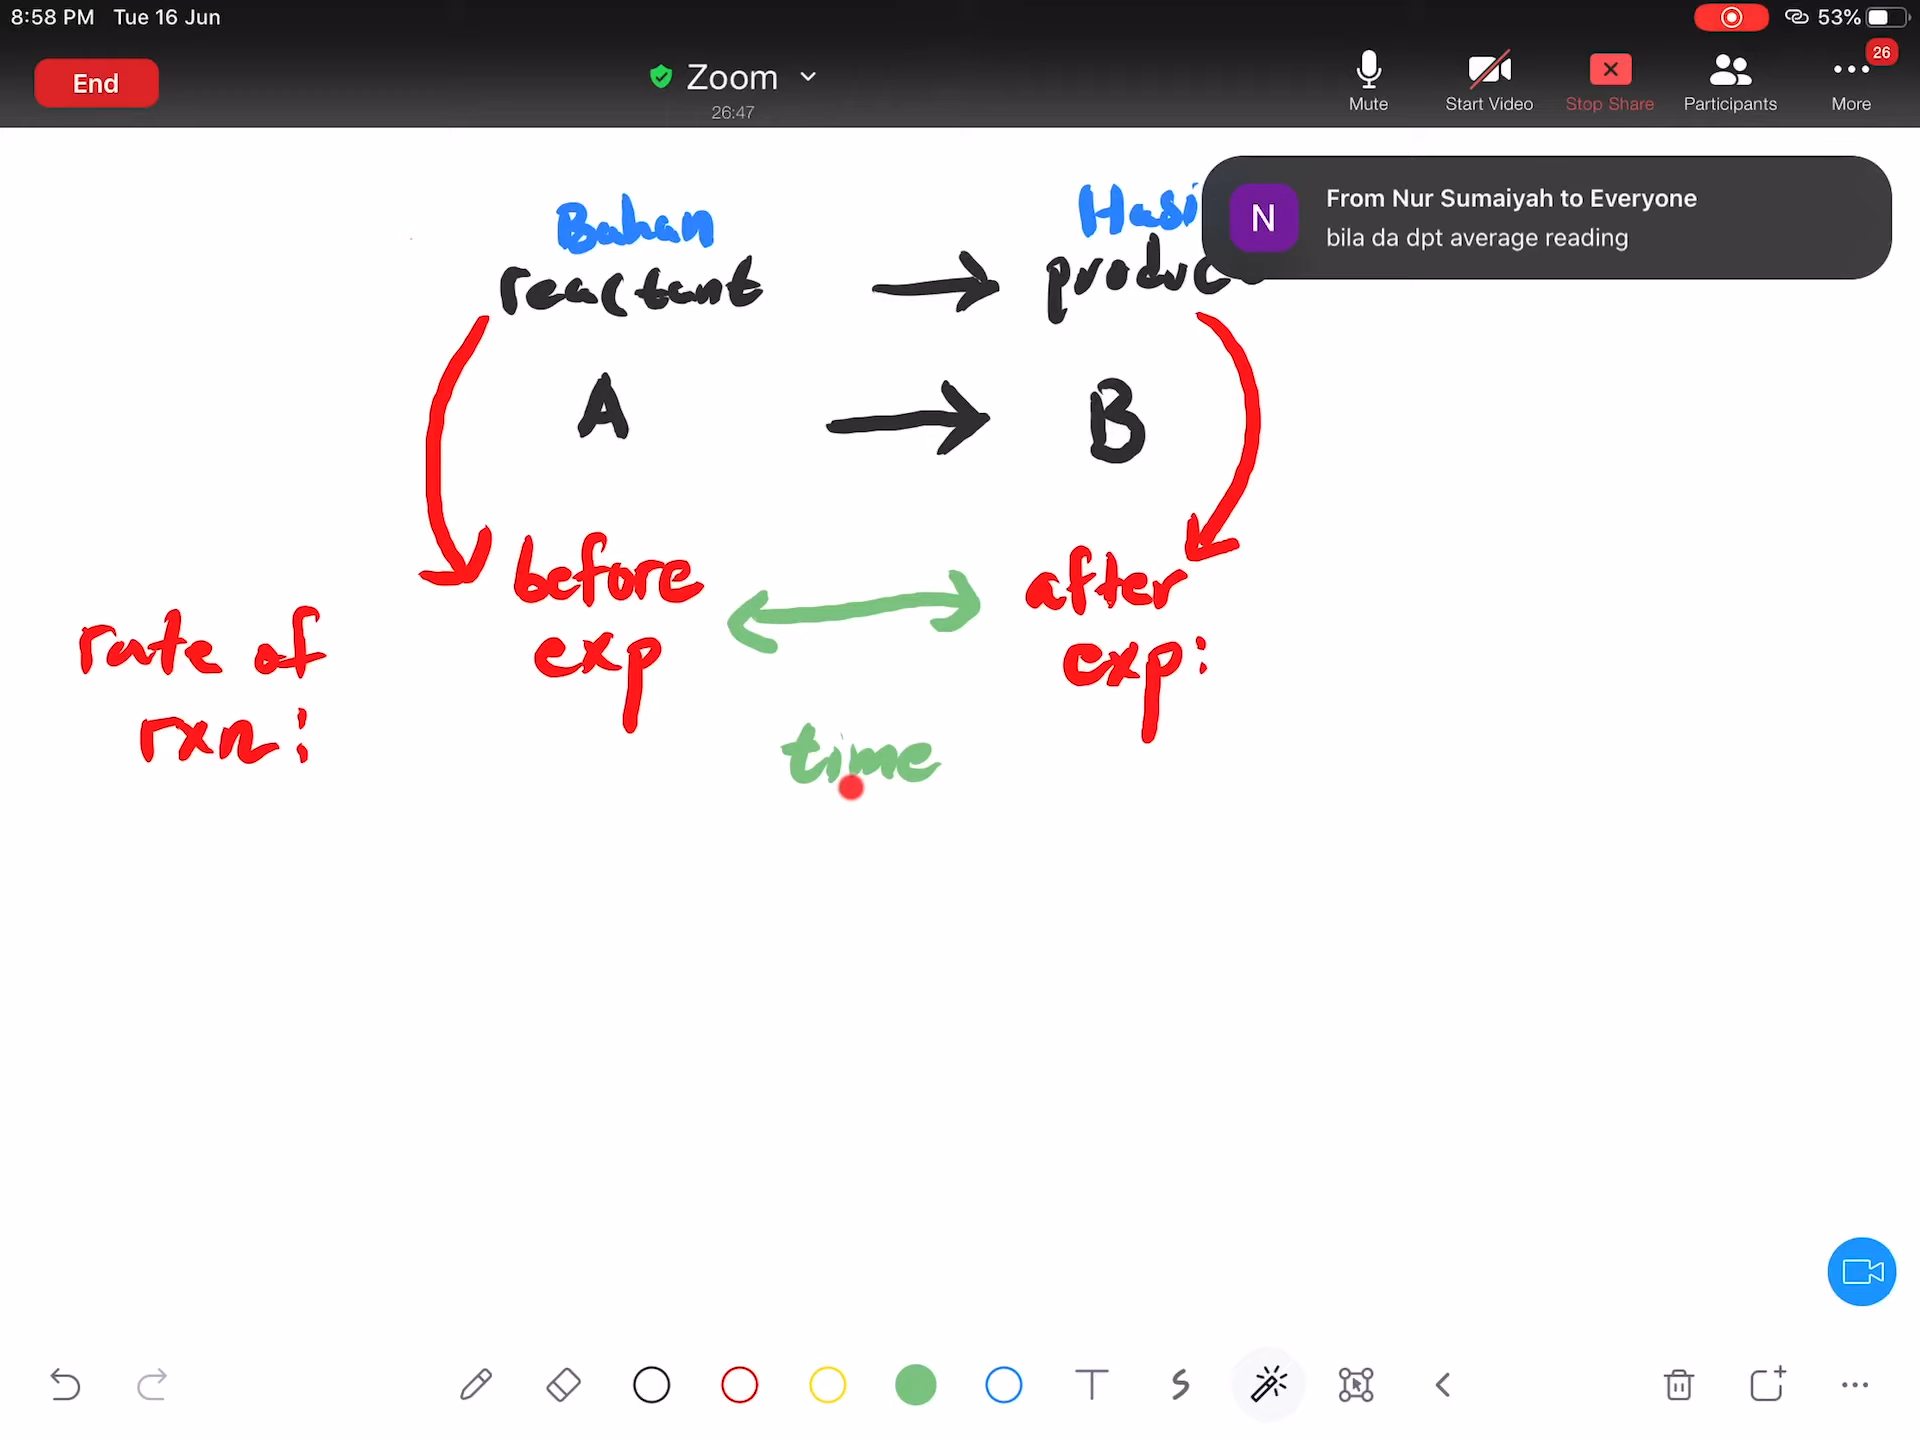 8:58 PM Tue 16 Jun
53%
End
Zoom
26:47
Mute
Start Video
Stop Share
Participants
More
26
From Nur Sumaiyah to Everyone
bila da dpt average reading
N
Bahan
Hasi
reactant → produc
A → B
before
exp
after
exp:
rate of
rxn:
time
T